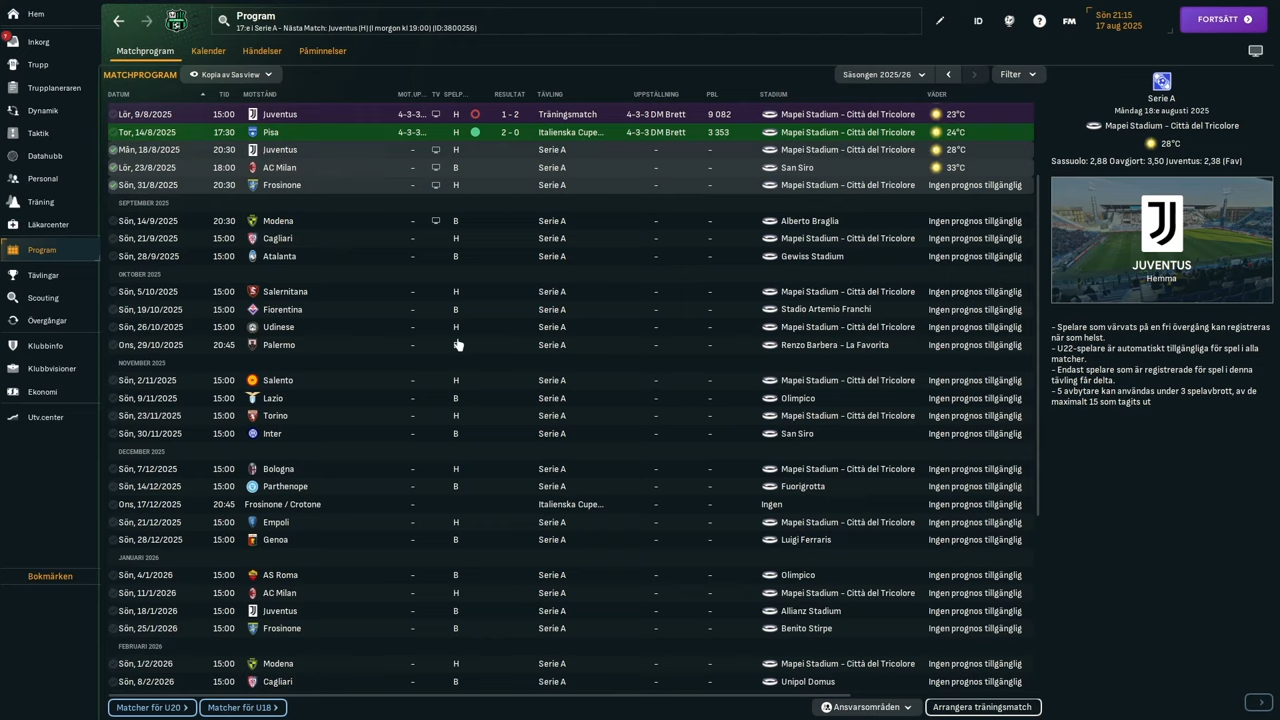 Hem
Program
17:e i Serie A - Nästa Match: Juventus (H) (I morgon kl 19:00) (ID:3800256)
ID
FM
Sön 21:15
17 aug 2025
FORTSÄTT
Inkorg
Trupp
Truppplaneraren
Dynamik
Taktik
Datahubb
Personal
Träning
Läkarcenter
Program
Tävlingar
Scouting
Övergångar
Klubbinfo
Klubbvisioner
Ekonomi
Utv.center
Bokmärken
Matchprogram Kalender Händelser Påminnelser
MATCHPROGRAM Kopia av Sas view Säsongen 2025/26 Filter
DATUM TID MOTSTÅND MOT.UP... TV SPELP... RESULTAT TÄVLING UPPSTÄLLNING PBL STADIUM VÄDER
Lör, 9/8/2025 15:00 Juventus 4-3-3... H 1 - 2 Träningsmatch 4-3-3 DM Brett 9 082 Mapei Stadium - Città del Tricolore 23°C
Tor, 14/8/2025 17:30 Pisa 4-3-3... H 2 - 0 Italienska Cupe... 4-3-3 DM Brett 3 353 Mapei Stadium - Città del Tricolore 24°C
Mån, 18/8/2025 20:30 Juventus - H Serie A - - Mapei Stadium - Città del Tricolore 28°C
Lör, 23/8/2025 18:00 AC Milan - B Serie A - - San Siro 33°C
Sön, 31/8/2025 20:30 Frosinone - H Serie A - - Mapei Stadium - Città del Tricolore Ingen prognos tillgänglig
SEPTEMBER 2025
Sön, 14/9/2025 20:30 Modena - B Serie A - - Alberto Braglia Ingen prognos tillgänglig
Sön, 21/9/2025 15:00 Cagliari - H Serie A - - Mapei Stadium - Città del Tricolore Ingen prognos tillgänglig
Sön, 28/9/2025 15:00 Atalanta - B Serie A - - Gewiss Stadium Ingen prognos tillgänglig
OKTOBER 2025
Sön, 5/10/2025 15:00 Salernitana - H Serie A - - Mapei Stadium - Città del Tricolore Ingen prognos tillgänglig
Sön, 19/10/2025 15:00 Fiorentina - B Serie A - - Stadio Artemio Franchi Ingen prognos tillgänglig
Sön, 26/10/2025 15:00 Udinese - H Serie A - - Mapei Stadium - Città del Tricolore Ingen prognos tillgänglig
Ons, 29/10/2025 20:45 Palermo - Serie A - - Renzo Barbera - La Favorita Ingen prognos tillgänglig
NOVEMBER 2025
Sön, 2/11/2025 15:00 Salento - H Serie A - - Mapei Stadium - Città del Tricolore Ingen prognos tillgänglig
Sön, 9/11/2025 15:00 Lazio - B Serie A - - Olimpico Ingen prognos tillgänglig
Sön, 23/11/2025 15:00 Torino - H Serie A - - Mapei Stadium - Città del Tricolore Ingen prognos tillgänglig
Sön, 30/11/2025 15:00 Inter - B Serie A - - San Siro Ingen prognos tillgänglig
DECEMBER 2025
Sön, 7/12/2025 15:00 Bologna - H Serie A - - Mapei Stadium - Città del Tricolore Ingen prognos tillgänglig
Sön, 14/12/2025 15:00 Parthenope - B Serie A - - Fuorigrotta Ingen prognos tillgänglig
Ons, 17/12/2025 20:45 Frosinone / Crotone Italienska Cupe... Ingen Ingen prognos tillgänglig
Sön, 21/12/2025 15:00 Empoli - H Serie A - - Mapei Stadium - Città del Tricolore Ingen prognos tillgänglig
Sön, 28/12/2025 15:00 Genoa - B Serie A - - Luigi Ferraris Ingen prognos tillgänglig
JANUARI 2026
Sön, 4/1/2026 15:00 AS Roma - B Serie A - - Olimpico Ingen prognos tillgänglig
Sön, 11/1/2026 15:00 AC Milan - H Serie A - - Mapei Stadium - Città del Tricolore Ingen prognos tillgänglig
Sön, 18/1/2026 15:00 Juventus - B Serie A - - Allianz Stadium Ingen prognos tillgänglig
Sön, 25/1/2026 15:00 Frosinone - B Serie A - - Benito Stirpe Ingen prognos tillgänglig
FEBRUARI 2026
Sön, 1/2/2026 15:00 Modena - H Serie A - - Mapei Stadium - Città del Tricolore Ingen prognos tillgänglig
Sön, 8/2/2026 15:00 Cagliari - B Serie A - - Unipol Domus Ingen prognos tillgänglig
Matcher för U20 Matcher för U18 Ansvarsområden Arrangera träningsmatch
Serie A
Måndag 18:e augusti 2025
Mapei Stadium - Città del Tricolore
28°C
Sassuolo: 2,88 Oavgjort: 3,50 Juventus: 2,38 (Fav)
JUVENTUS
Hemma
- Spelare som värvats på en fri övergång kan registreras
när som helst.
- U22-spelare är automatiskt tillgängliga för spel i alla
matcher.
- Endast spelare som är registrerade för spel i denna
tävling får delta.
- 5 avbytare kan användas under 3 spelavbrott, av de
maximalt 15 som tagits ut